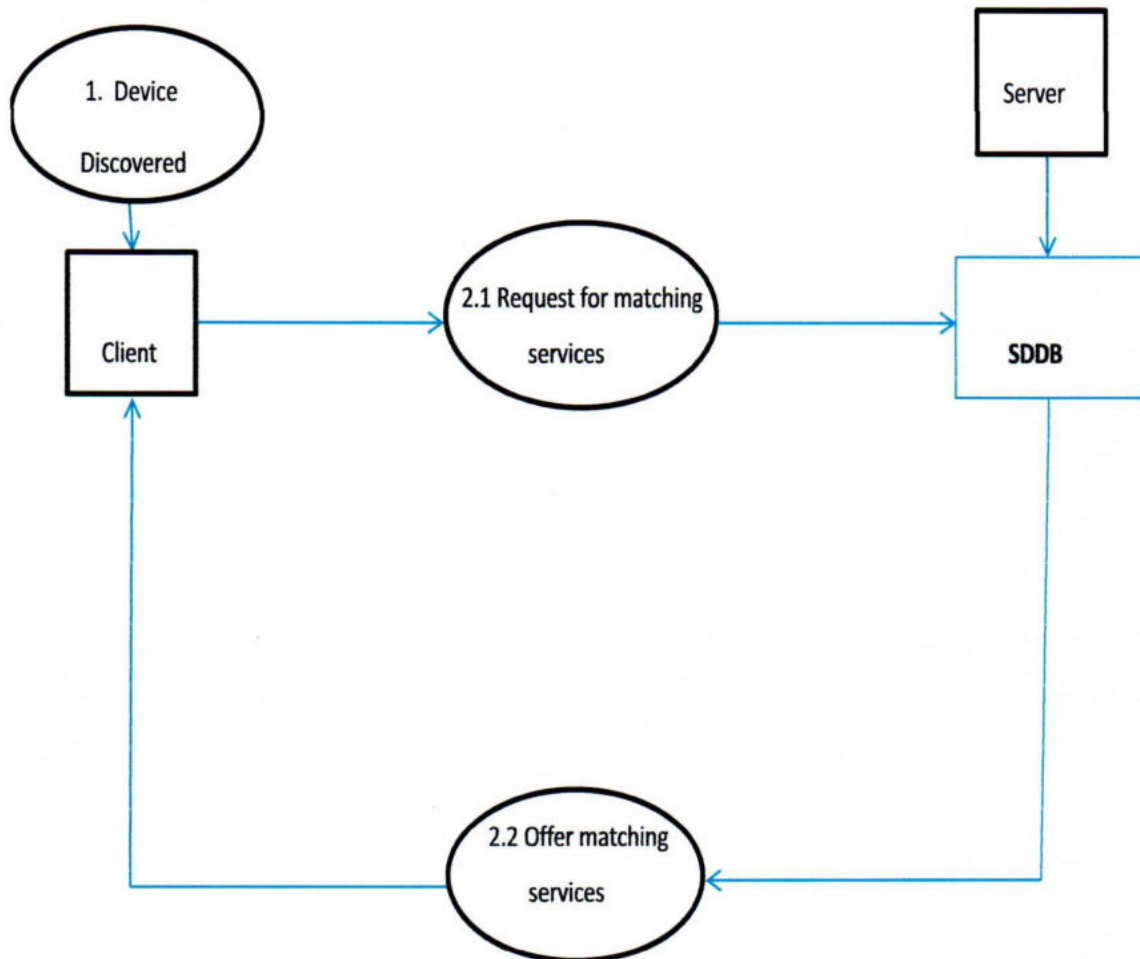 1. Device
Discovered
Server
2.1 Request for matching
services
Client
SDDB
2.2 Offer matching
services